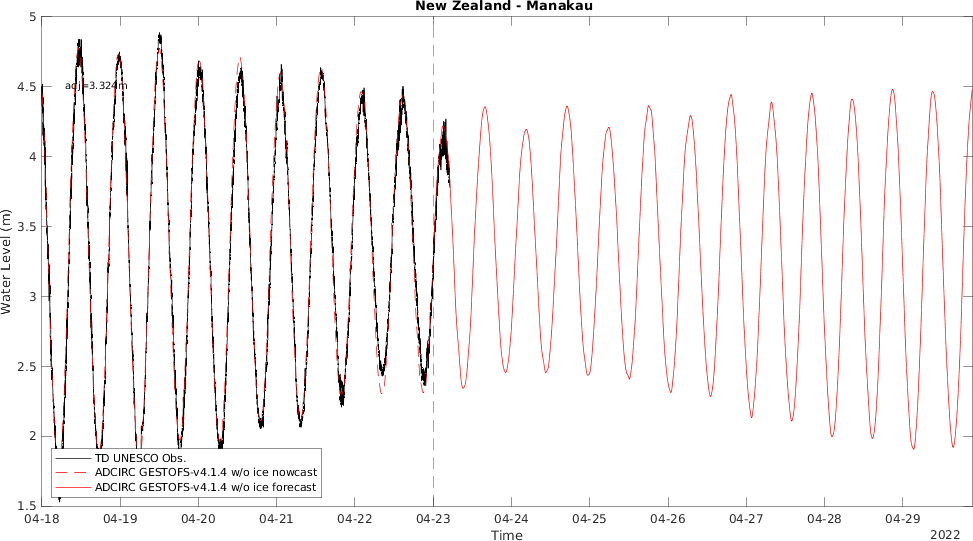 New Zealand - Manakau
5
4.5
4
3.5
3
2.5
2
1.5
Water Level (m)
adj=3.324m
TD UNESCO Obs.
ADCIRC GESTOFS-v4.1.4 w/o ice nowcast
ADCIRC GESTOFS-v4.1.4 w/o ice forecast
04-18 04-19 04-20 04-21 04-22 04-23 04-24 04-25 04-26 04-27 04-28 04-29
Time
2022